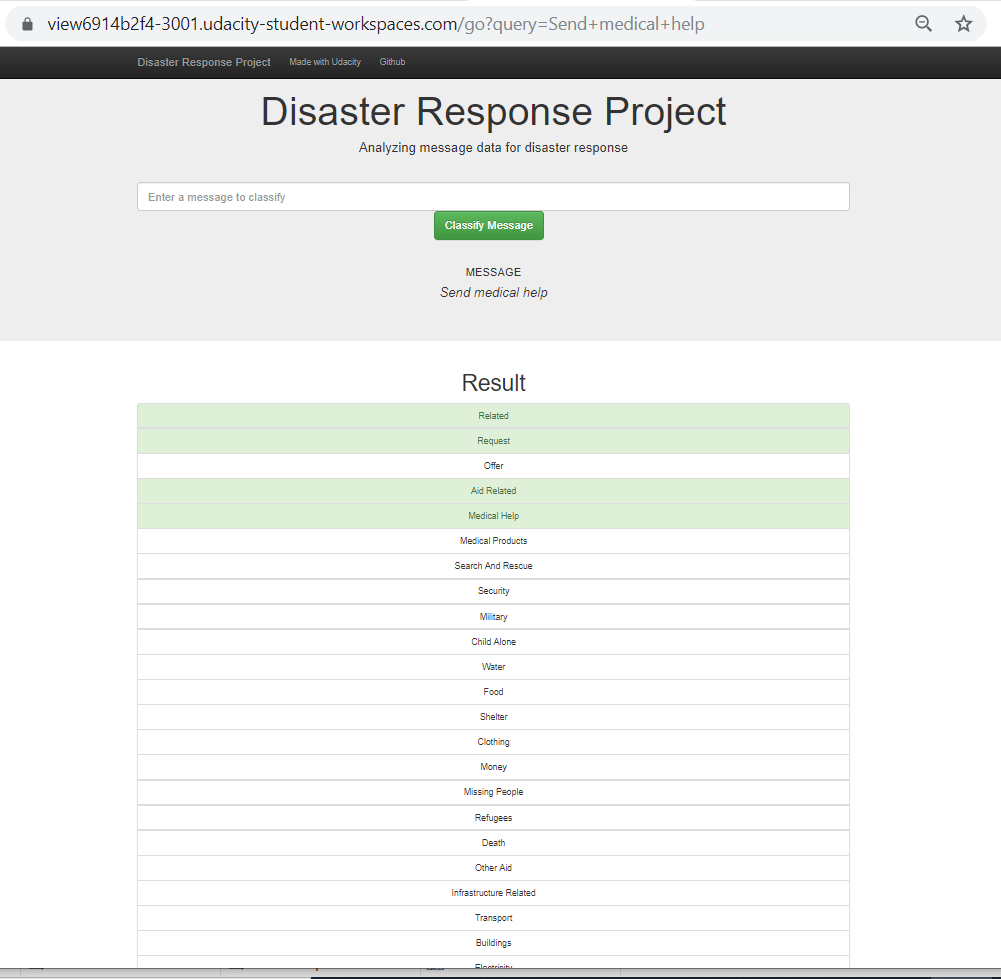 view6914b2f4-3001.udacity-student-workspaces.com/go?query=Send+medical+help
Disaster Response Project Made with Udacity Github
Disaster Response Project
Analyzing message data for disaster response
Enter a message to classify
Classify Message
MESSAGE
Send medical help
Result
Related
Request
Offer
Aid Related
Medical Help
Medical Products
Search And Rescue
Security
Military
Child Alone
Water
Food
Shelter
Clothing
Money
Missing People
Refugees
Death
Other Aid
Infrastructure Related
Transport
Buildings
Electricity